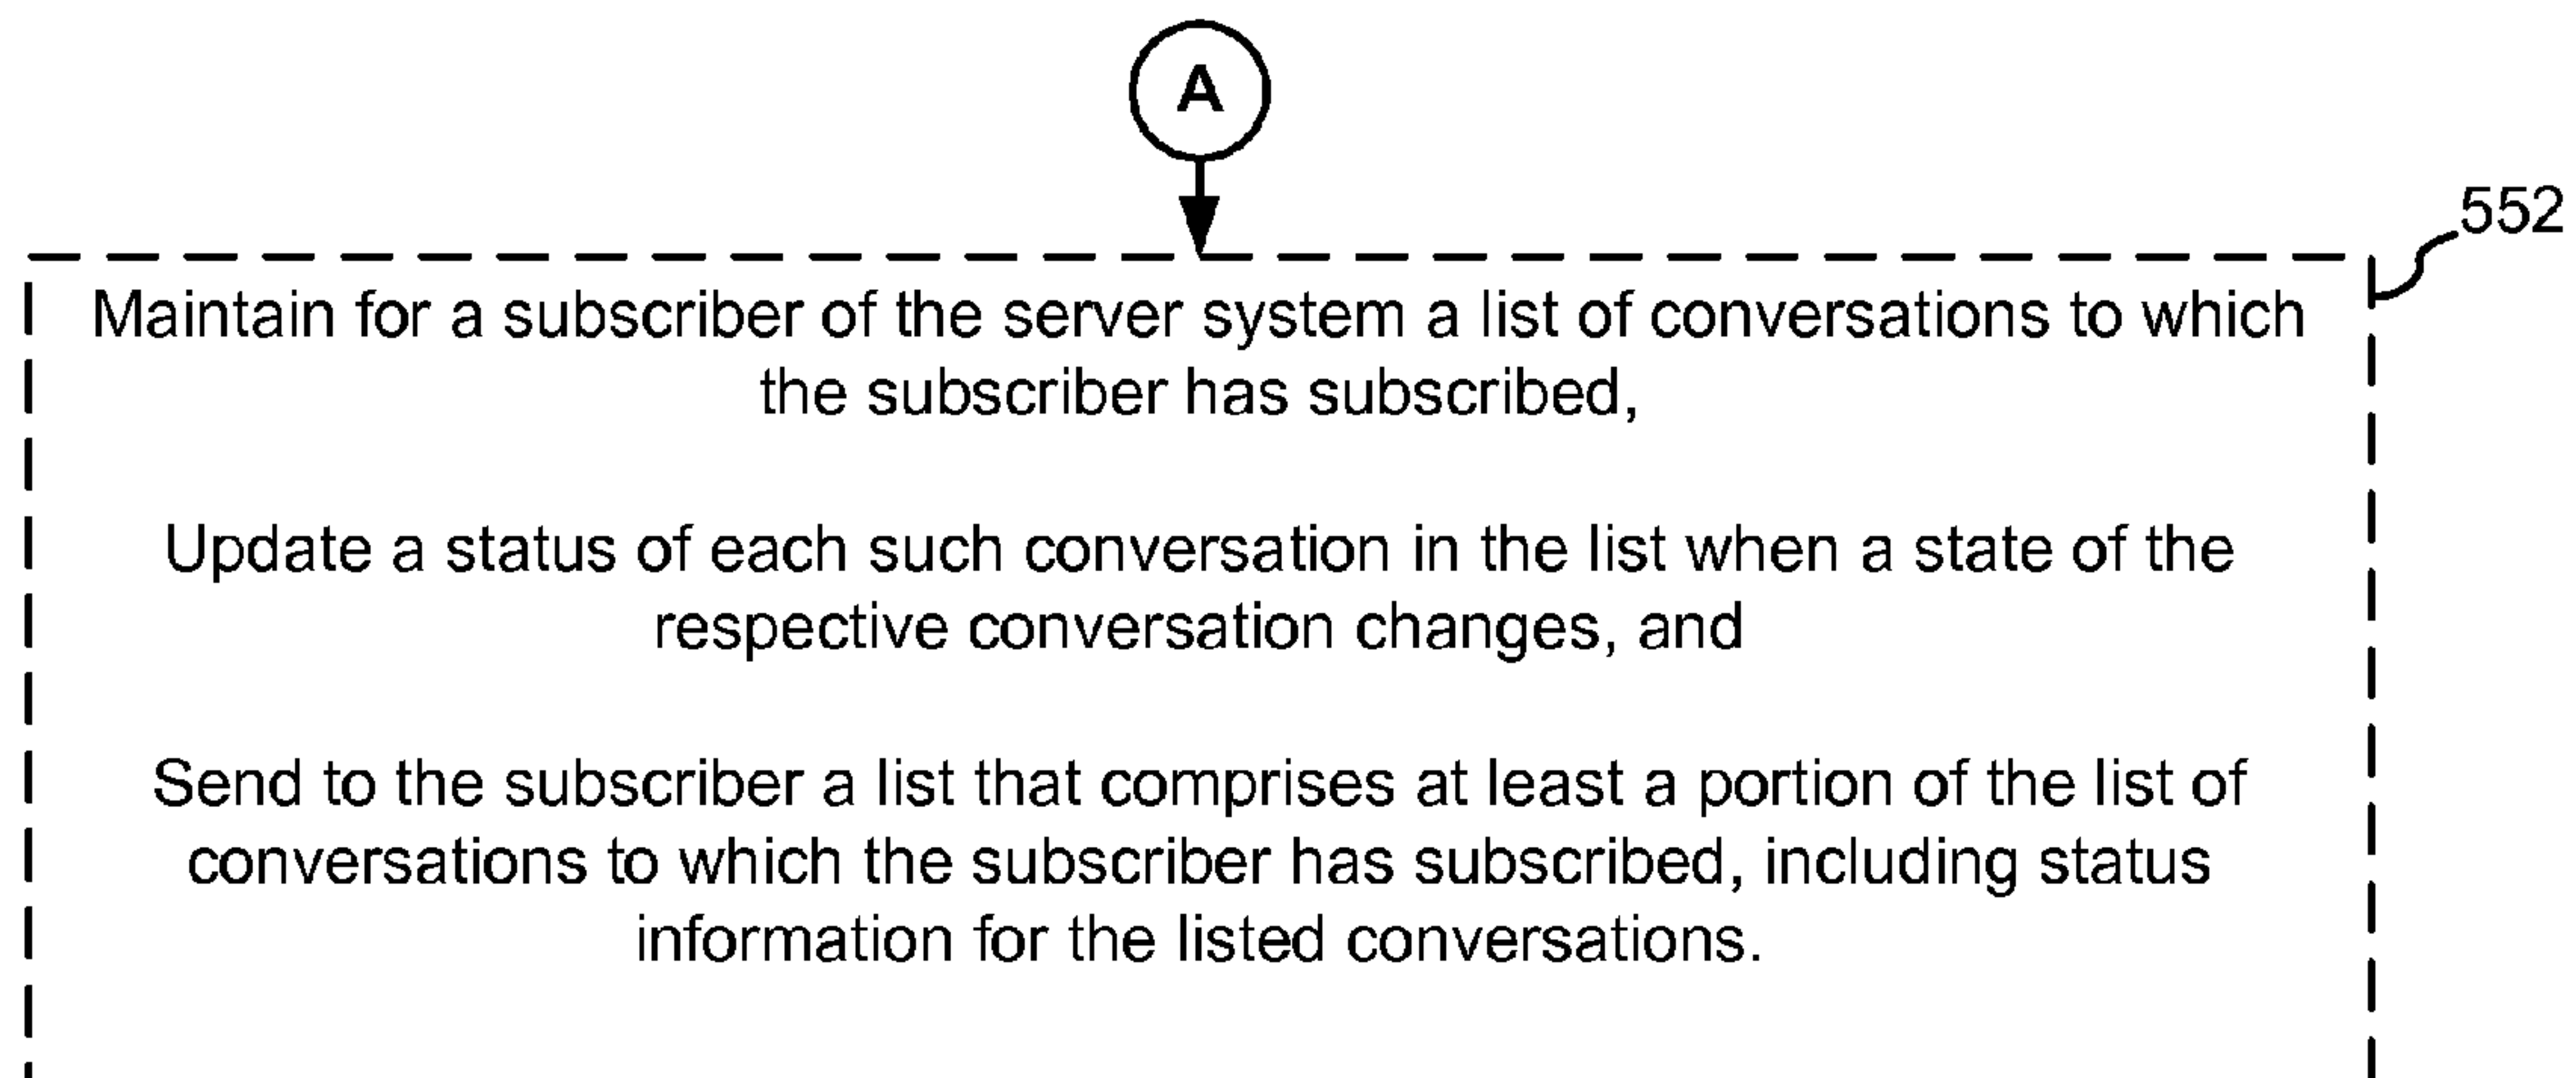 A
552
Maintain for a subscriber of the server system a list of conversations to which
the subscriber has subscribed,
Update a status of each such conversation in the list when a state of the
respective conversation changes, and
Send to the subscriber a list that comprises at least a portion of the list of
conversations to which the subscriber has subscribed, including status
information for the listed conversations.